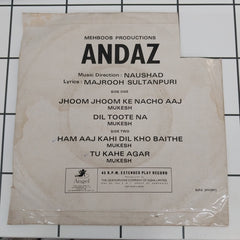 MEHBOOB PRODUCTIONS
ANDAZ
Music Direction: NAUSHAD
Lyrics: MAJROOH SULTANPURI
SIDE ONE
JHOOM JHOOM KE NACHO AAJ
MUKESH
DIL TOOTE NA
MUKESH
SIDE TWO
HAM AAJ KAHI DIL KHO BAITHE
MUKESH
TU KAHE AGAR
MUKESH
Angel
45 R.P.M. EXTENDED PLAY RECORD